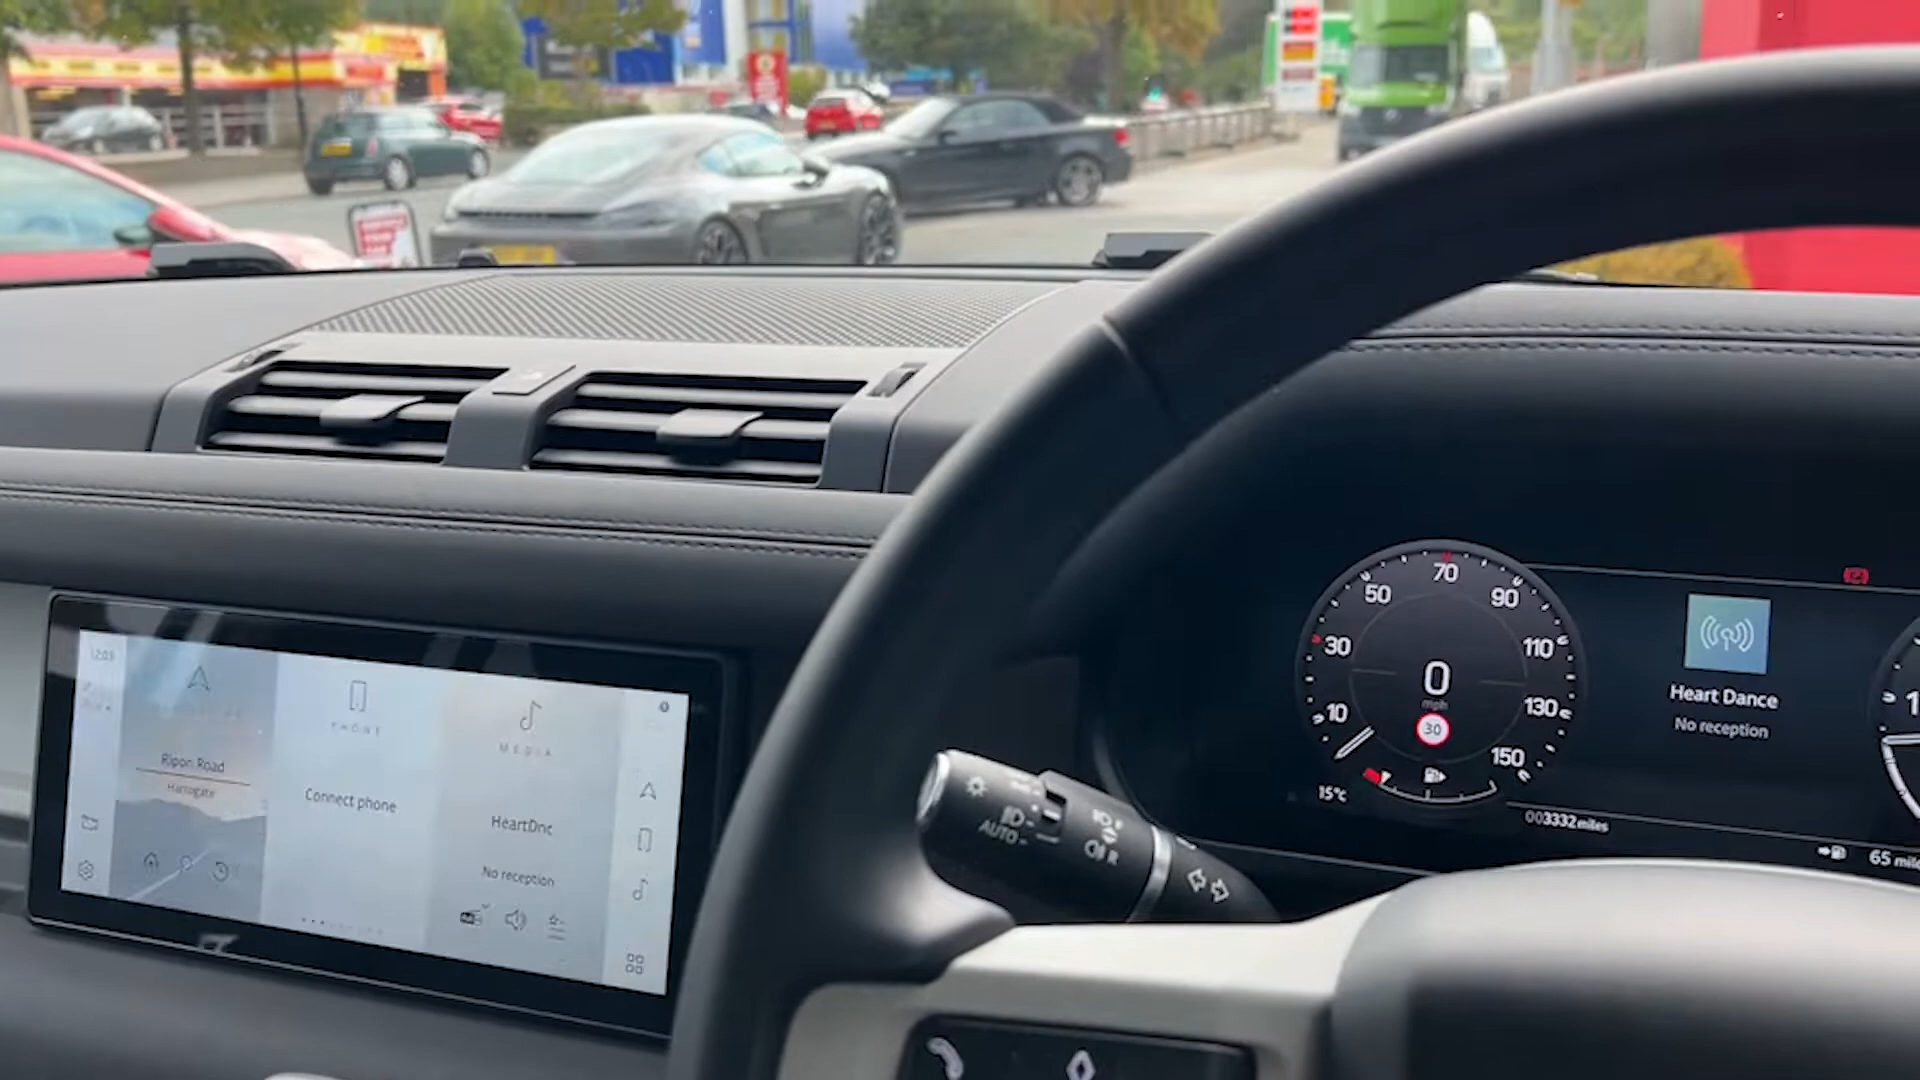 12:03
PHONE
MEDIA
Ripon Road
Harrogate
Connect phone
HeartDnc
No reception
AUTO
R
10
30
50
70
90
110
130
150
0
mph
30
15°c
003332 miles
Heart Dance
No reception
65